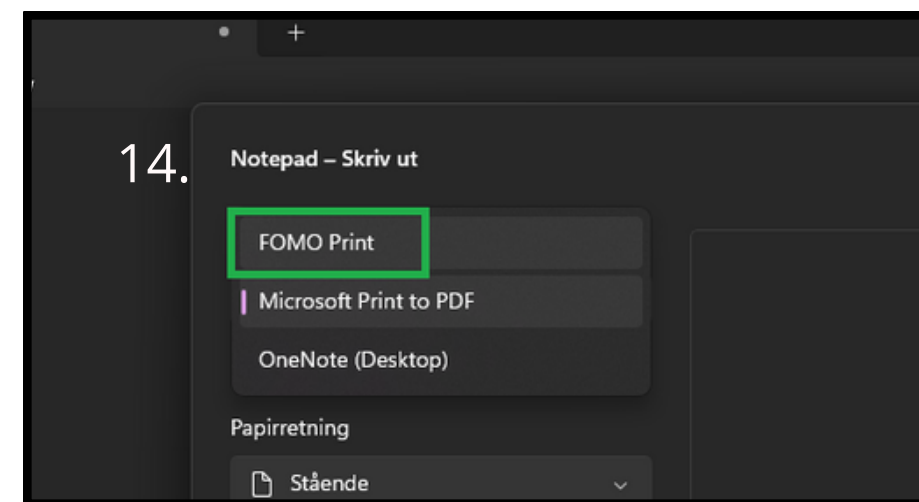 +
14.
Notepad – Skriv ut
FOMO Print
Microsoft Print to PDF
OneNote (Desktop)
Papirretning
Stående